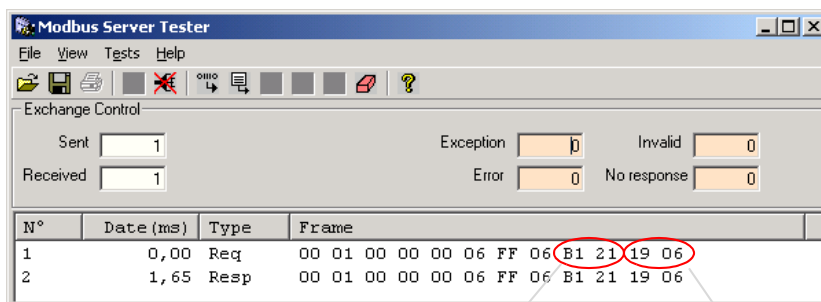 Modbus Server Tester
File View Tests Help
Exchange Control
Sent 1 Exception 0 Invalid 0
Received 1 Error 0 No response 0
N° Date(ms) Type Frame
1 0,00 Req 00 01 00 00 00 06 FF 06 B1 21 19 06
2 1,65 Resp 00 01 00 00 00 06 FF 06 B1 21 19 06